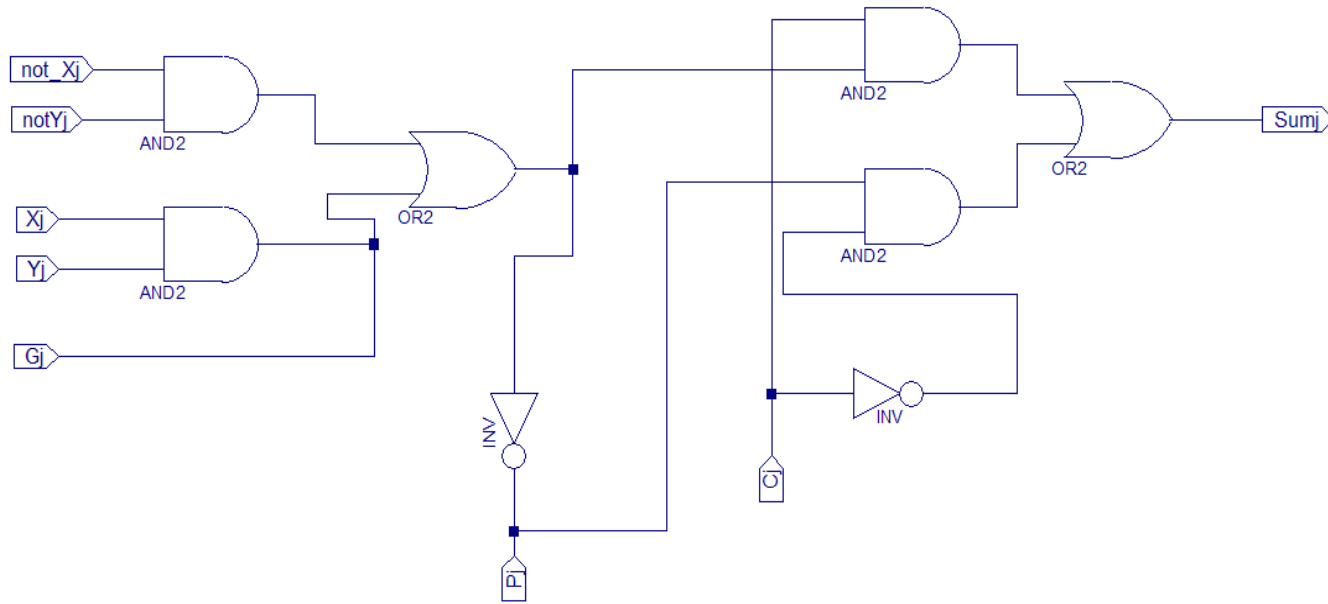 not_Xj
notYj
AND2
Xj
Yj
AND2
Gj
OR2
INV
Pj
AND2
AND2
INV
Cj
OR2
Sumj